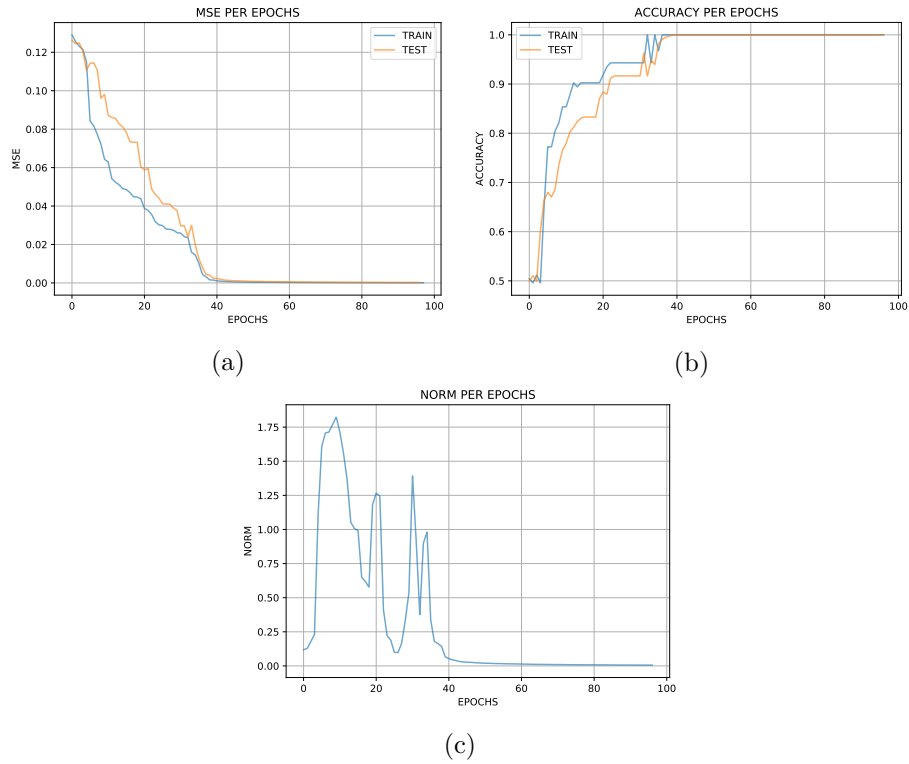 MSE PER EPOCHS
TRAIN
TEST
MSE
0.12
0.10
0.08
0.06
0.04
0.02
0.00
0 20 40 60 80 100
EPOCHS
(a)
ACCURACY PER EPOCHS
TRAIN
TEST
ACCURACY
1.0
0.9
0.8
0.7
0.6
0.5
0 20 40 60 80 100
EPOCHS
(b)
NORM PER EPOCHS
NORM
1.75
1.50
1.25
1.00
0.75
0.50
0.25
0.00
0 20 40 60 80 100
EPOCHS
(c)